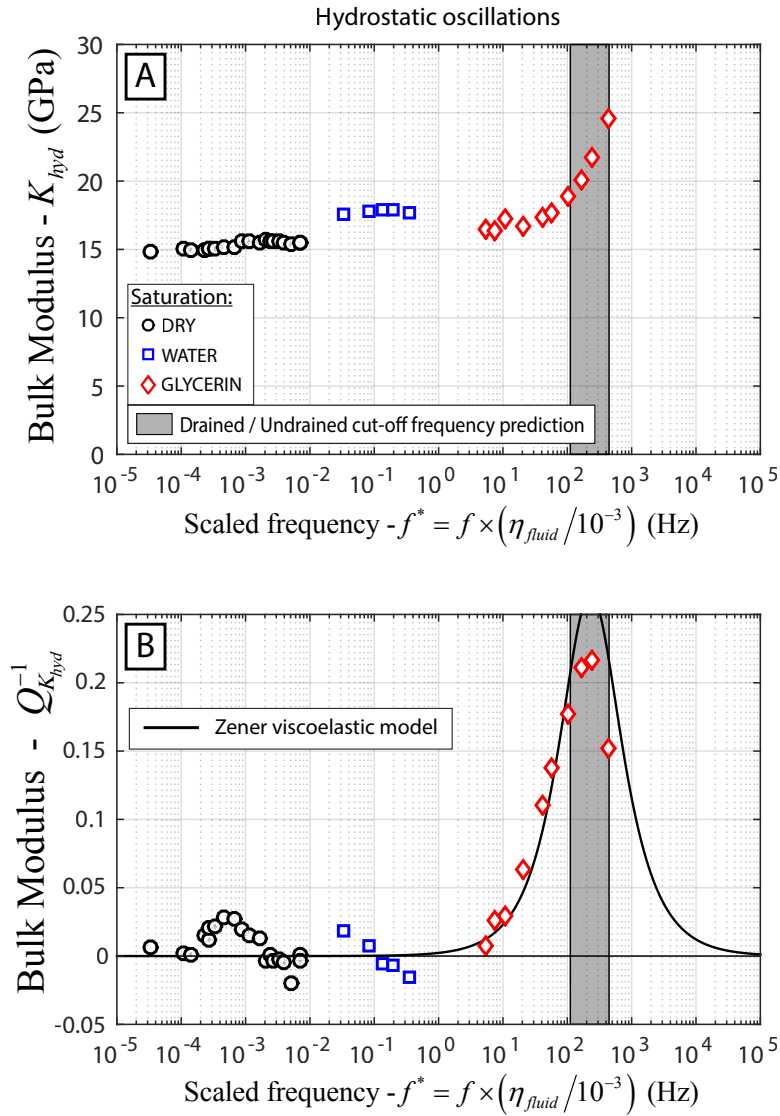 Hydrostatic oscillations
A
Bulk Modulus - K_hyd (GPa)
30
25
20
15
10
5
0
Saturation:
DRY
WATER
GLYCERIN
Drained / Undrained cut-off frequency prediction
10^-5 10^-4 10^-3 10^-2 10^-1 10^0 10^1 10^2 10^3 10^4 10^5
Scaled frequency - f^* = f × (η_fluid / 10^-3) (Hz)
B
Bulk Modulus - Q^-1_K_hyd
0.25
0.2
0.15
0.1
0.05
0
-0.05
Zener viscoelastic model
10^-5 10^-4 10^-3 10^-2 10^-1 10^0 10^1 10^2 10^3 10^4 10^5
Scaled frequency - f^* = f × (η_fluid / 10^-3) (Hz)